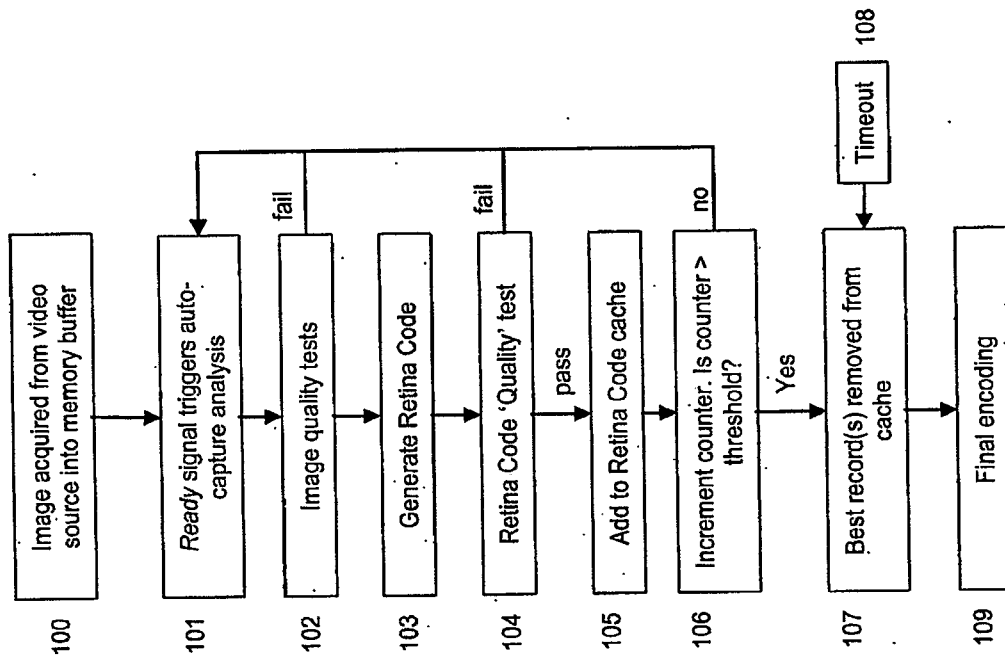 100
Image acquired from video
source into memory buffer
101
Ready signal triggers auto-
capture analysis
102
Image quality tests
fail
103
Generate Retina Code
104
Retina Code 'Quality' test
fail
pass
105
Add to Retina Code cache
106
Increment counter. Is counter >
threshold?
no
Yes
107
Best record(s) removed from
cache
Timeout
108
109
Final encoding